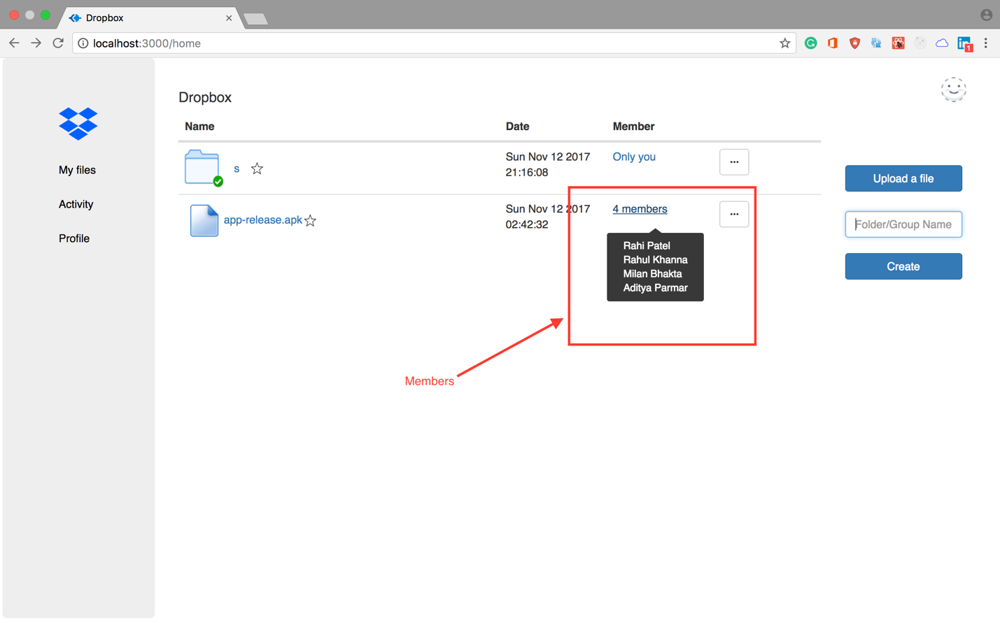 Dropbox
localhost:3000/home
1
Dropbox
Name Date Member
My files
Activity
Profile
s
Sun Nov 12 2017
21:16:08
Only you
...
app-release.apk
Sun Nov 12 2017
02:42:32
4 members
...
Rahi Patel
Rahul Khanna
Milan Bhakta
Aditya Parmar
Members
Upload a file
Folder/Group Name
Create